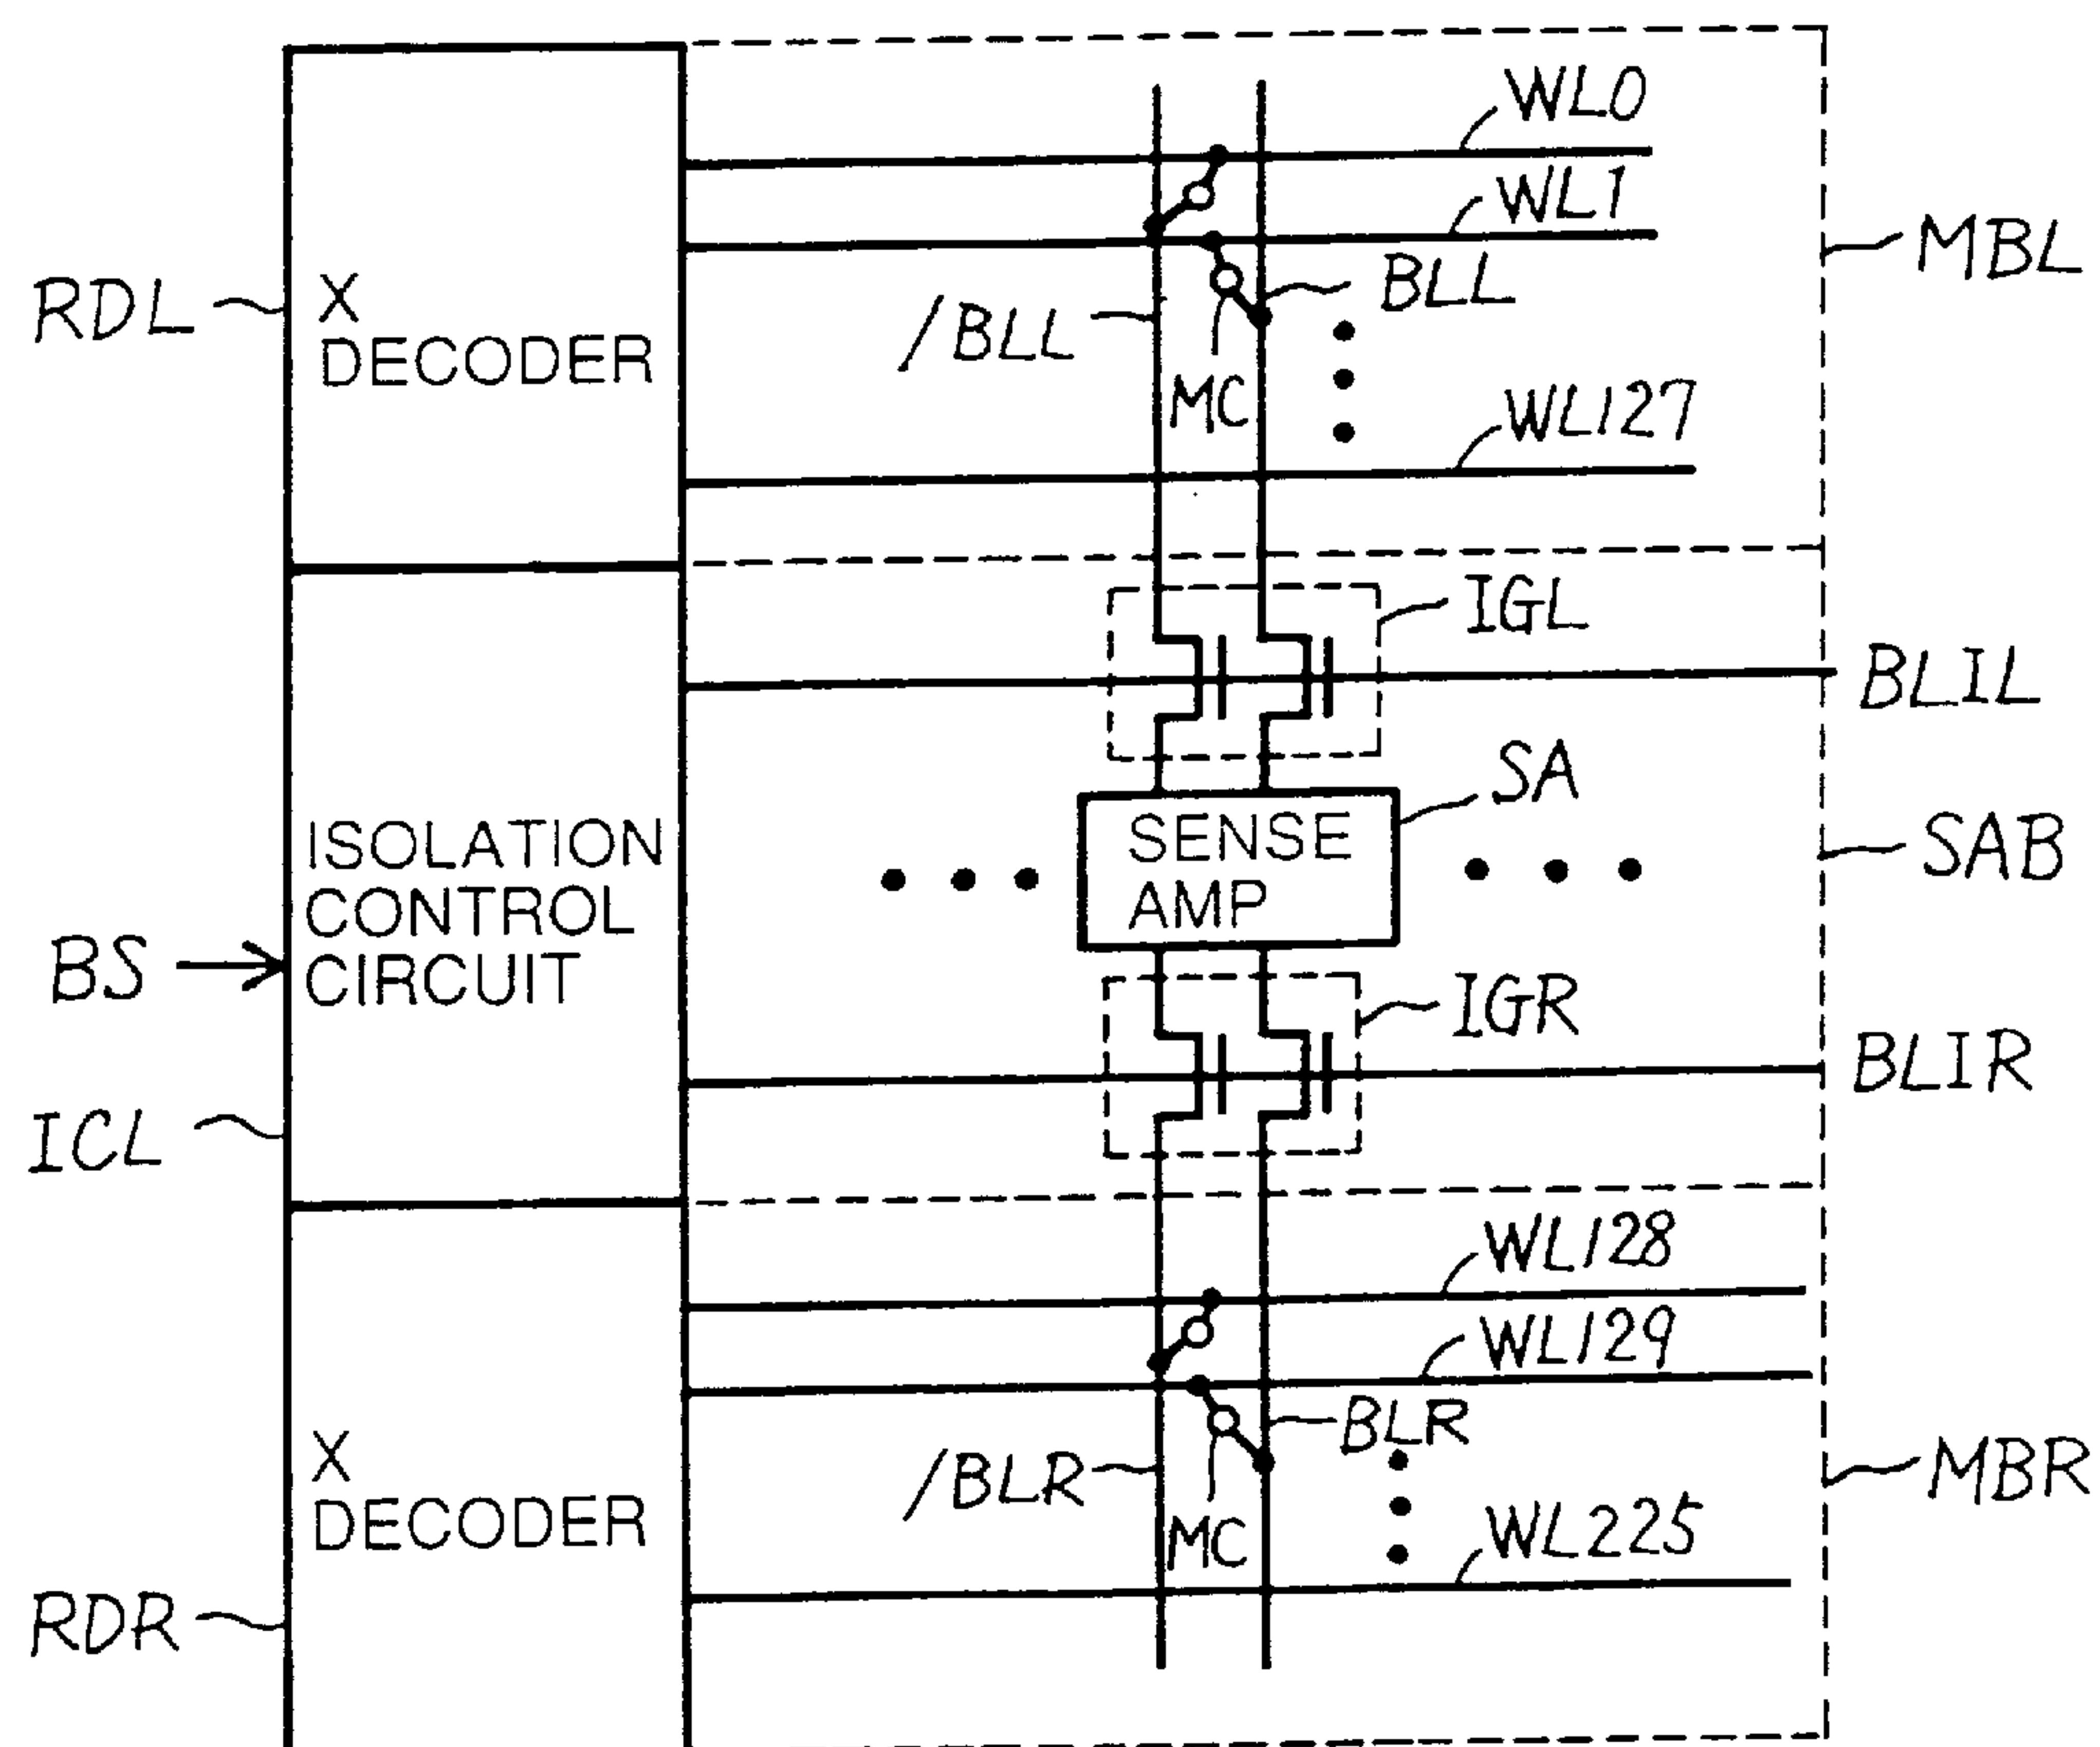 WL0
WL1
MBL
RDL
X
DECODER
/BLL
BLL
MC
WL127
IGL
BLIL
SA
SENSE
AMP
SAB
ISOLATION
CONTROL
CIRCUIT
BS
IGR
BLIR
ICL
WL128
WL129
BLR
/BLR
MBR
X
DECODER
MC
WL225
RDR